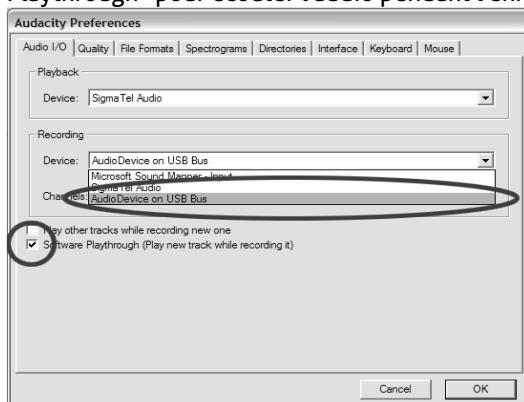 Audacity Preferences
Audio I/O Quality File Formats Spectrograms Directories Interface Keyboard Mouse
Playback
Device: SigmaTel Audio
Recording
Device: AudioDevice on USB Bus
Microsoft Sound Mapper - Input
SigmaTel Audio
Channels: AudioDevice on USB Bus
Play other tracks while recording new one
Software Playthrough (Play new track while recording it)
Cancel OK